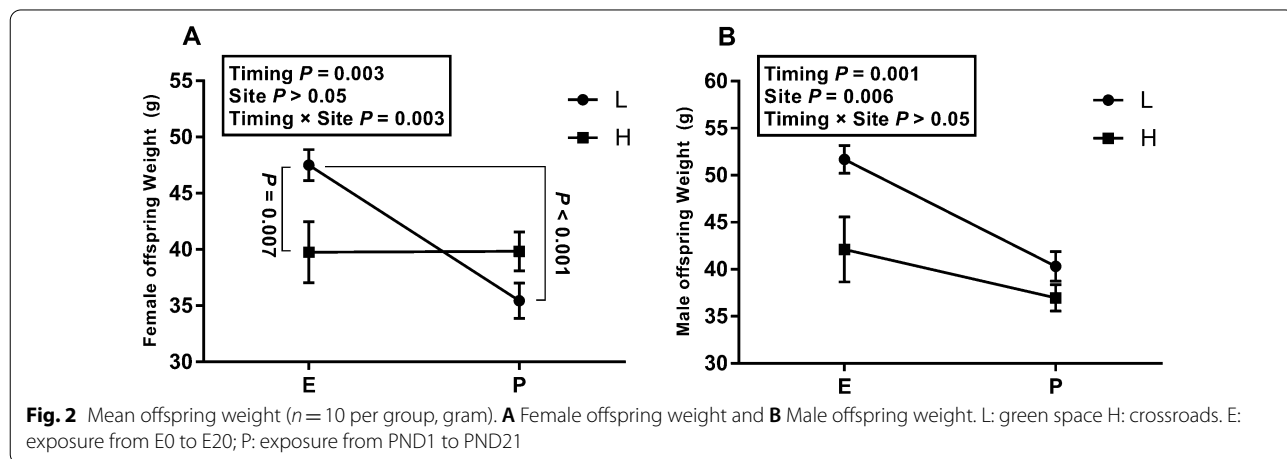 A
Timing P = 0.003
Site P > 0.05
Timing × Site P = 0.003
L
H
Female offspring Weight (g)
55
50
45
40
35
30
P = 0.007
P < 0.001
E
P
B
Timing P = 0.001
Site P = 0.006
Timing × Site P > 0.05
L
H
Male offspring Weight (g)
60
55
50
45
40
35
30
E
P
Fig. 2 Mean offspring weight (n = 10 per group, gram). A Female offspring weight and B Male offspring weight. L: green space H: crossroads. E:
exposure from E0 to E20; P: exposure from PND1 to PND21